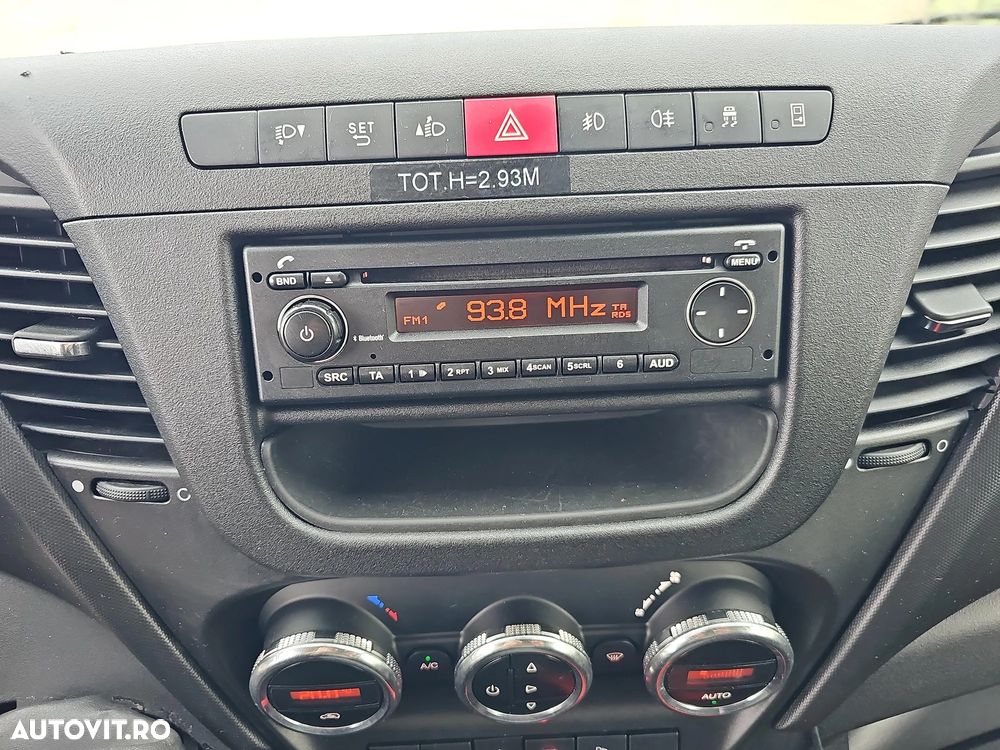 SET
TOT.H=2.93M
BND
MENU
FM1 93.8 MHz TA RDS
Bluetooth
SRC TA 1 2 RPT 3 MIX 4 SCAN 5 SCRL 6 AUD
A/C
AUTO
AUTOVIT.RO